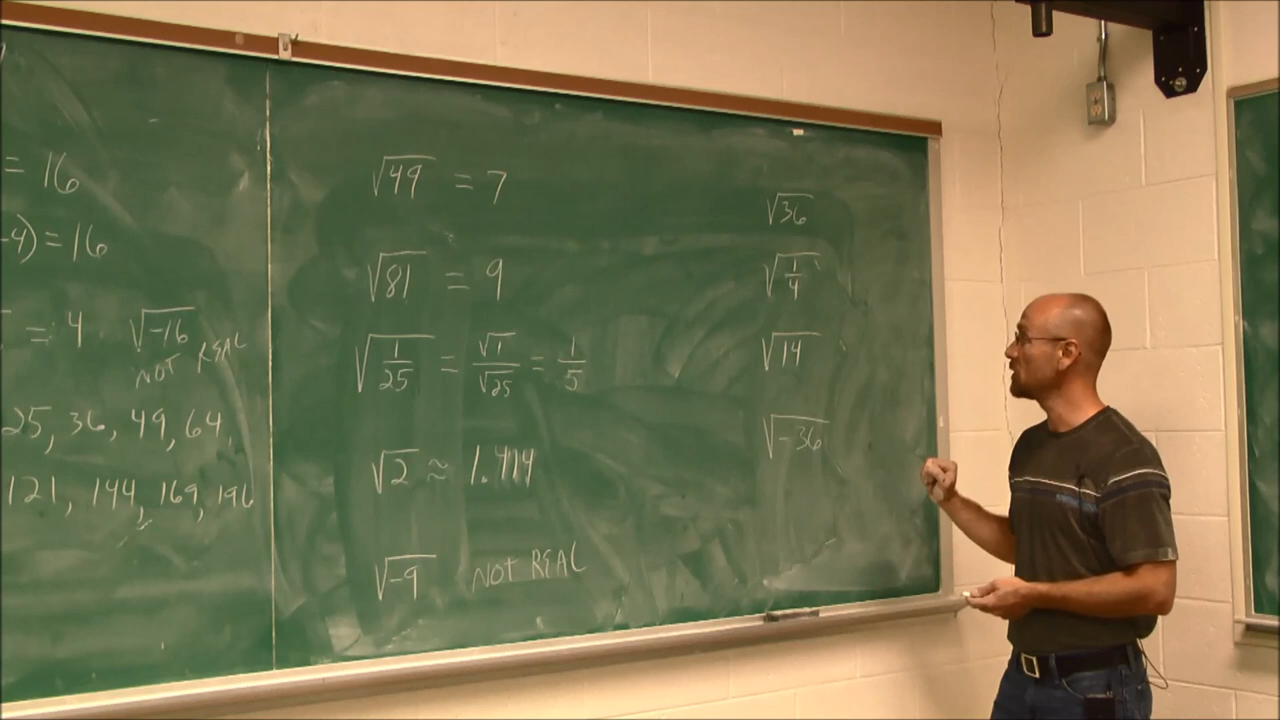 = 16
-4) = 16
= 4 √-16
NOT REAL
25, 36, 49, 64,
121, 144, 169, 196
√49 = 7
√81 = 9
√(1/25) = √1/√25 = 1/5
√2 ≈ 1.414
√-9 NOT REAL
√36
√(1/4)
√14
√-36